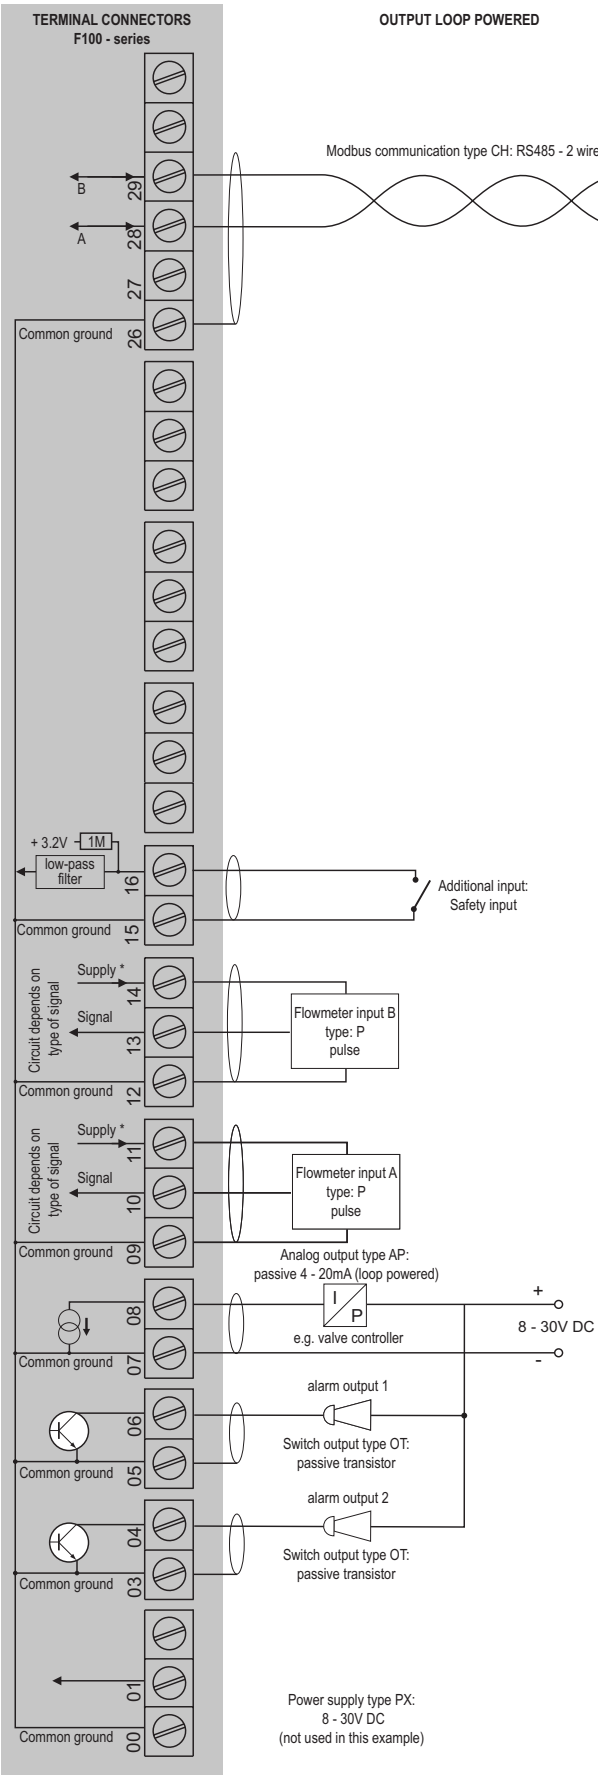 TERMINAL CONNECTORS
F100 - series
OUTPUT LOOP POWERED
Modbus communication type CH: RS485 - 2 wire
B
29
A
28
27
Common ground
26
+ 3.2V
1M
low-pass
filter
16
Additional input:
Safety input
Common ground
15
Circuit depends on
type of signal
Supply *
14
Signal
13
Flowmeter input B
type: P
pulse
Common ground
12
Circuit depends on
type of signal
Supply *
11
Signal
10
Flowmeter input A
type: P
pulse
Common ground
09
Analog output type AP:
passive 4 - 20mA (loop powered)
08
I
P
+
8 - 30V DC
-
e.g. valve controller
Common ground
07
alarm output 1
06
Switch output type OT:
passive transistor
Common ground
05
alarm output 2
04
Switch output type OT:
passive transistor
Common ground
03
01
Power supply type PX:
8 - 30V DC
(not used in this example)
Common ground
00